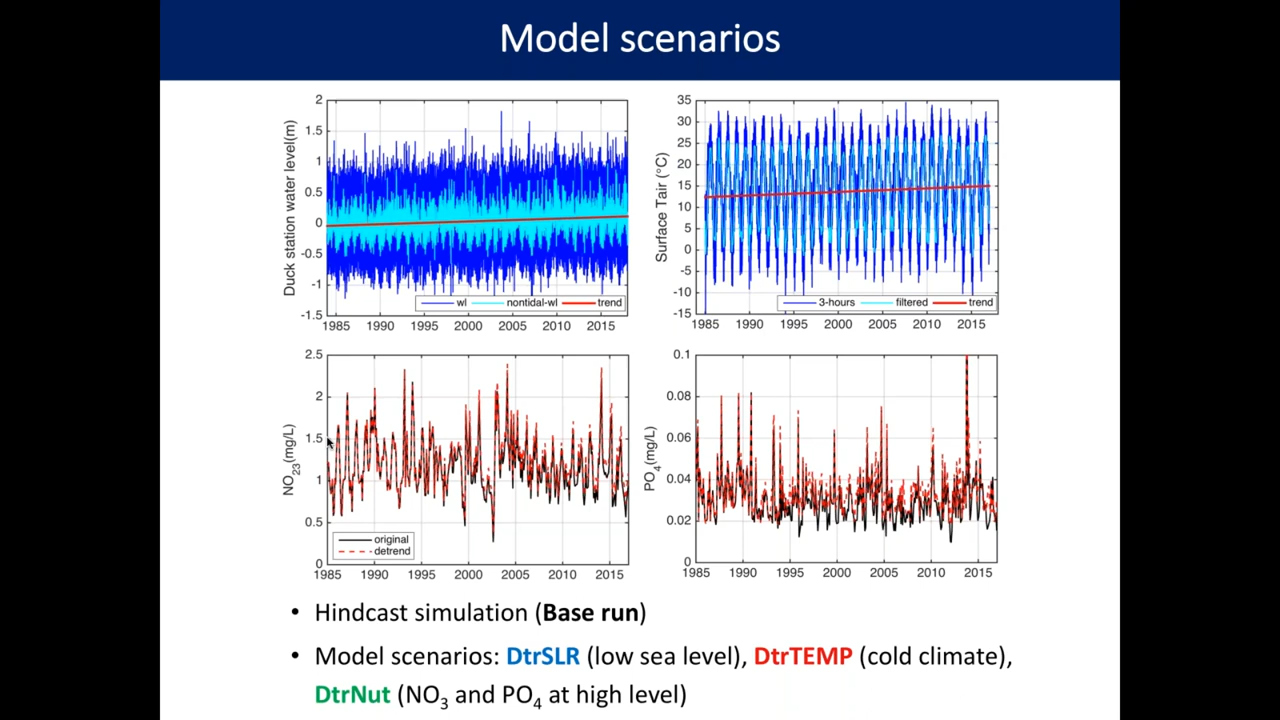 Model scenarios
Duck station water level(m)
2
1.5
1
0.5
0
-0.5
-1
-1.5
wl nontidal-wl trend
1985 1990 1995 2000 2005 2010 2015
Surface Tair (°C)
35
30
25
20
15
10
5
0
-5
-10
-15
3-hours filtered trend
1985 1990 1995 2000 2005 2010 2015
NO23(mg/L)
2.5
2
1.5
1
0.5
0
original
detrend
1985 1990 1995 2000 2005 2010 2015
PO4(mg/L)
0.1
0.08
0.06
0.04
0.02
0
1985 1990 1995 2000 2005 2010 2015
• Hindcast simulation (Base run)
• Model scenarios: DtrSLR (low sea level), DtrTEMP (cold climate),
DtrNut (NO3 and PO4 at high level)